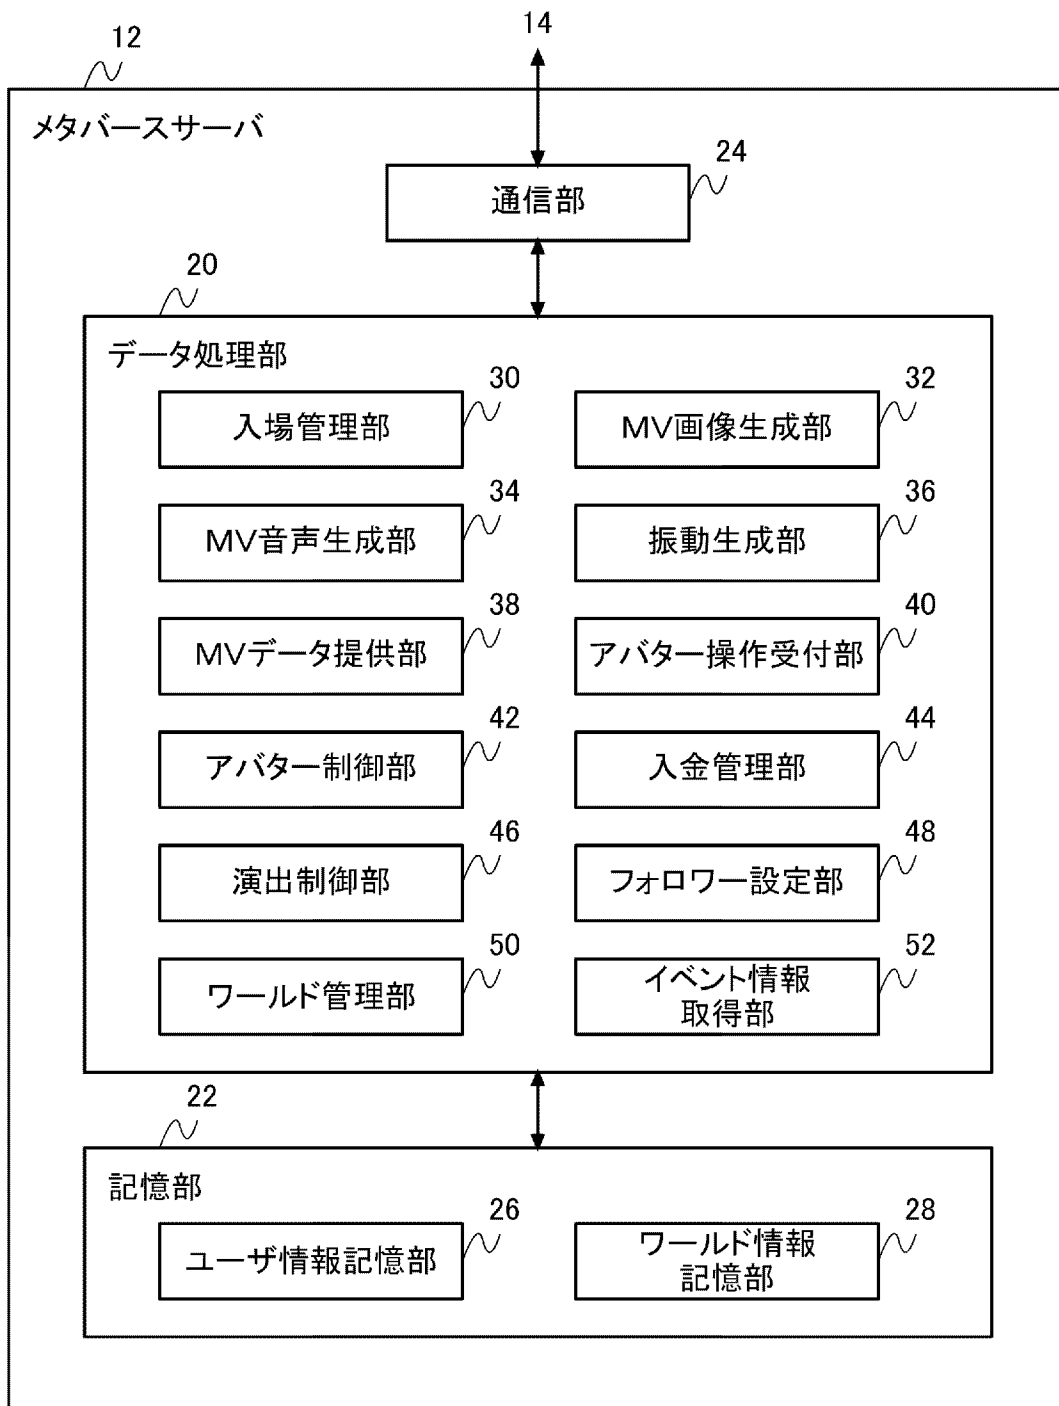 14
12
メタバースサーバ
24
通信部
20
データ処理部
30
32
入場管理部
MV画像生成部
34
36
MV音声生成部
振動生成部
38
40
MVデータ提供部
アバター操作受付部
42
44
アバター制御部
入金管理部
46
48
演出制御部
フォロワー設定部
50
52
ワールド管理部
イベント情報
取得部
22
記憶部
26
28
ユーザ情報記憶部
ワールド情報
記憶部